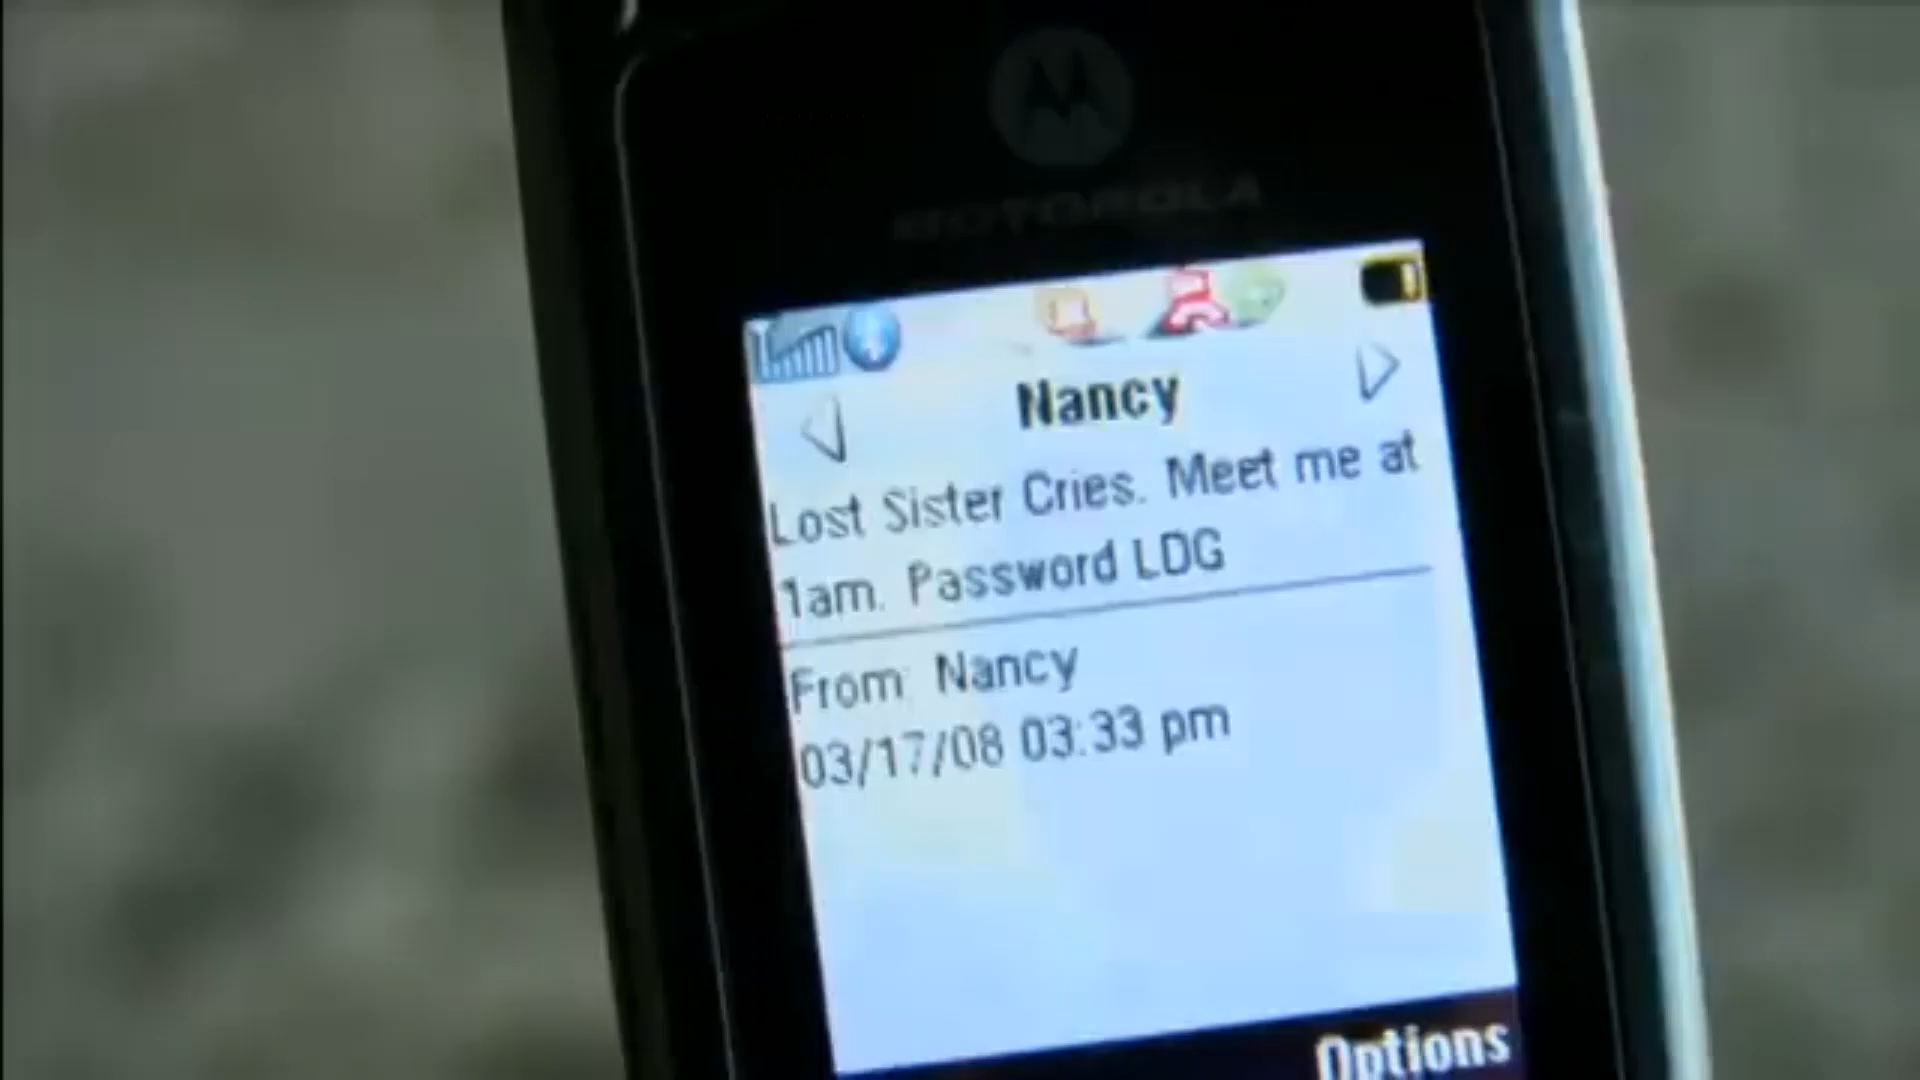 MOTOROLA
Nancy
Lost Sister Cries. Meet me at
1am. Password LDG
From: Nancy
03/17/08 03:33 pm
Options